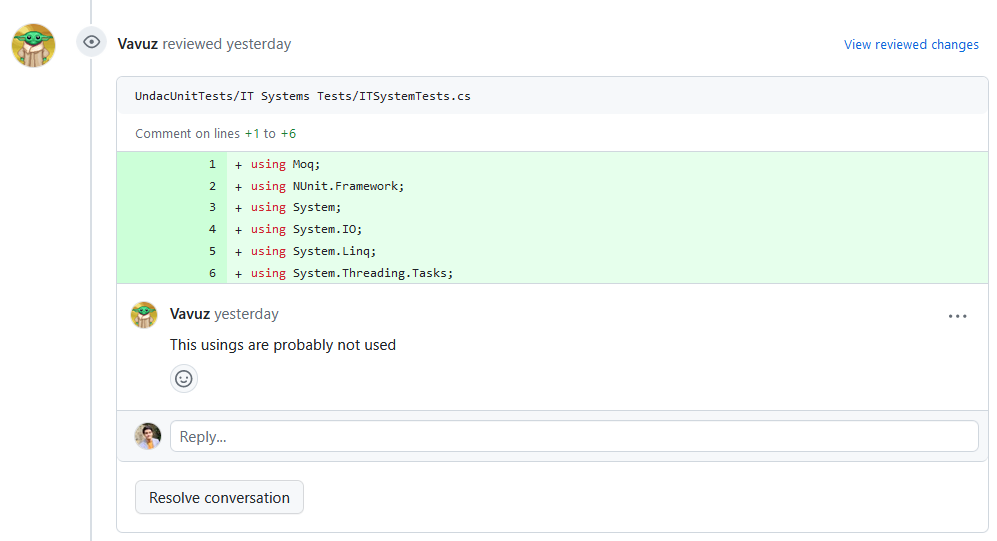 Vavuz reviewed yesterday
View reviewed changes
UndacUnitTests/IT Systems Tests/ITSystemTests.cs
Comment on lines +1 to +6
1 + using Moq;
2 + using NUnit.Framework;
3 + using System;
4 + using System.IO;
5 + using System.Linq;
6 + using System.Threading.Tasks;
Vavuz yesterday
This usings are probably not used
Reply...
Resolve conversation